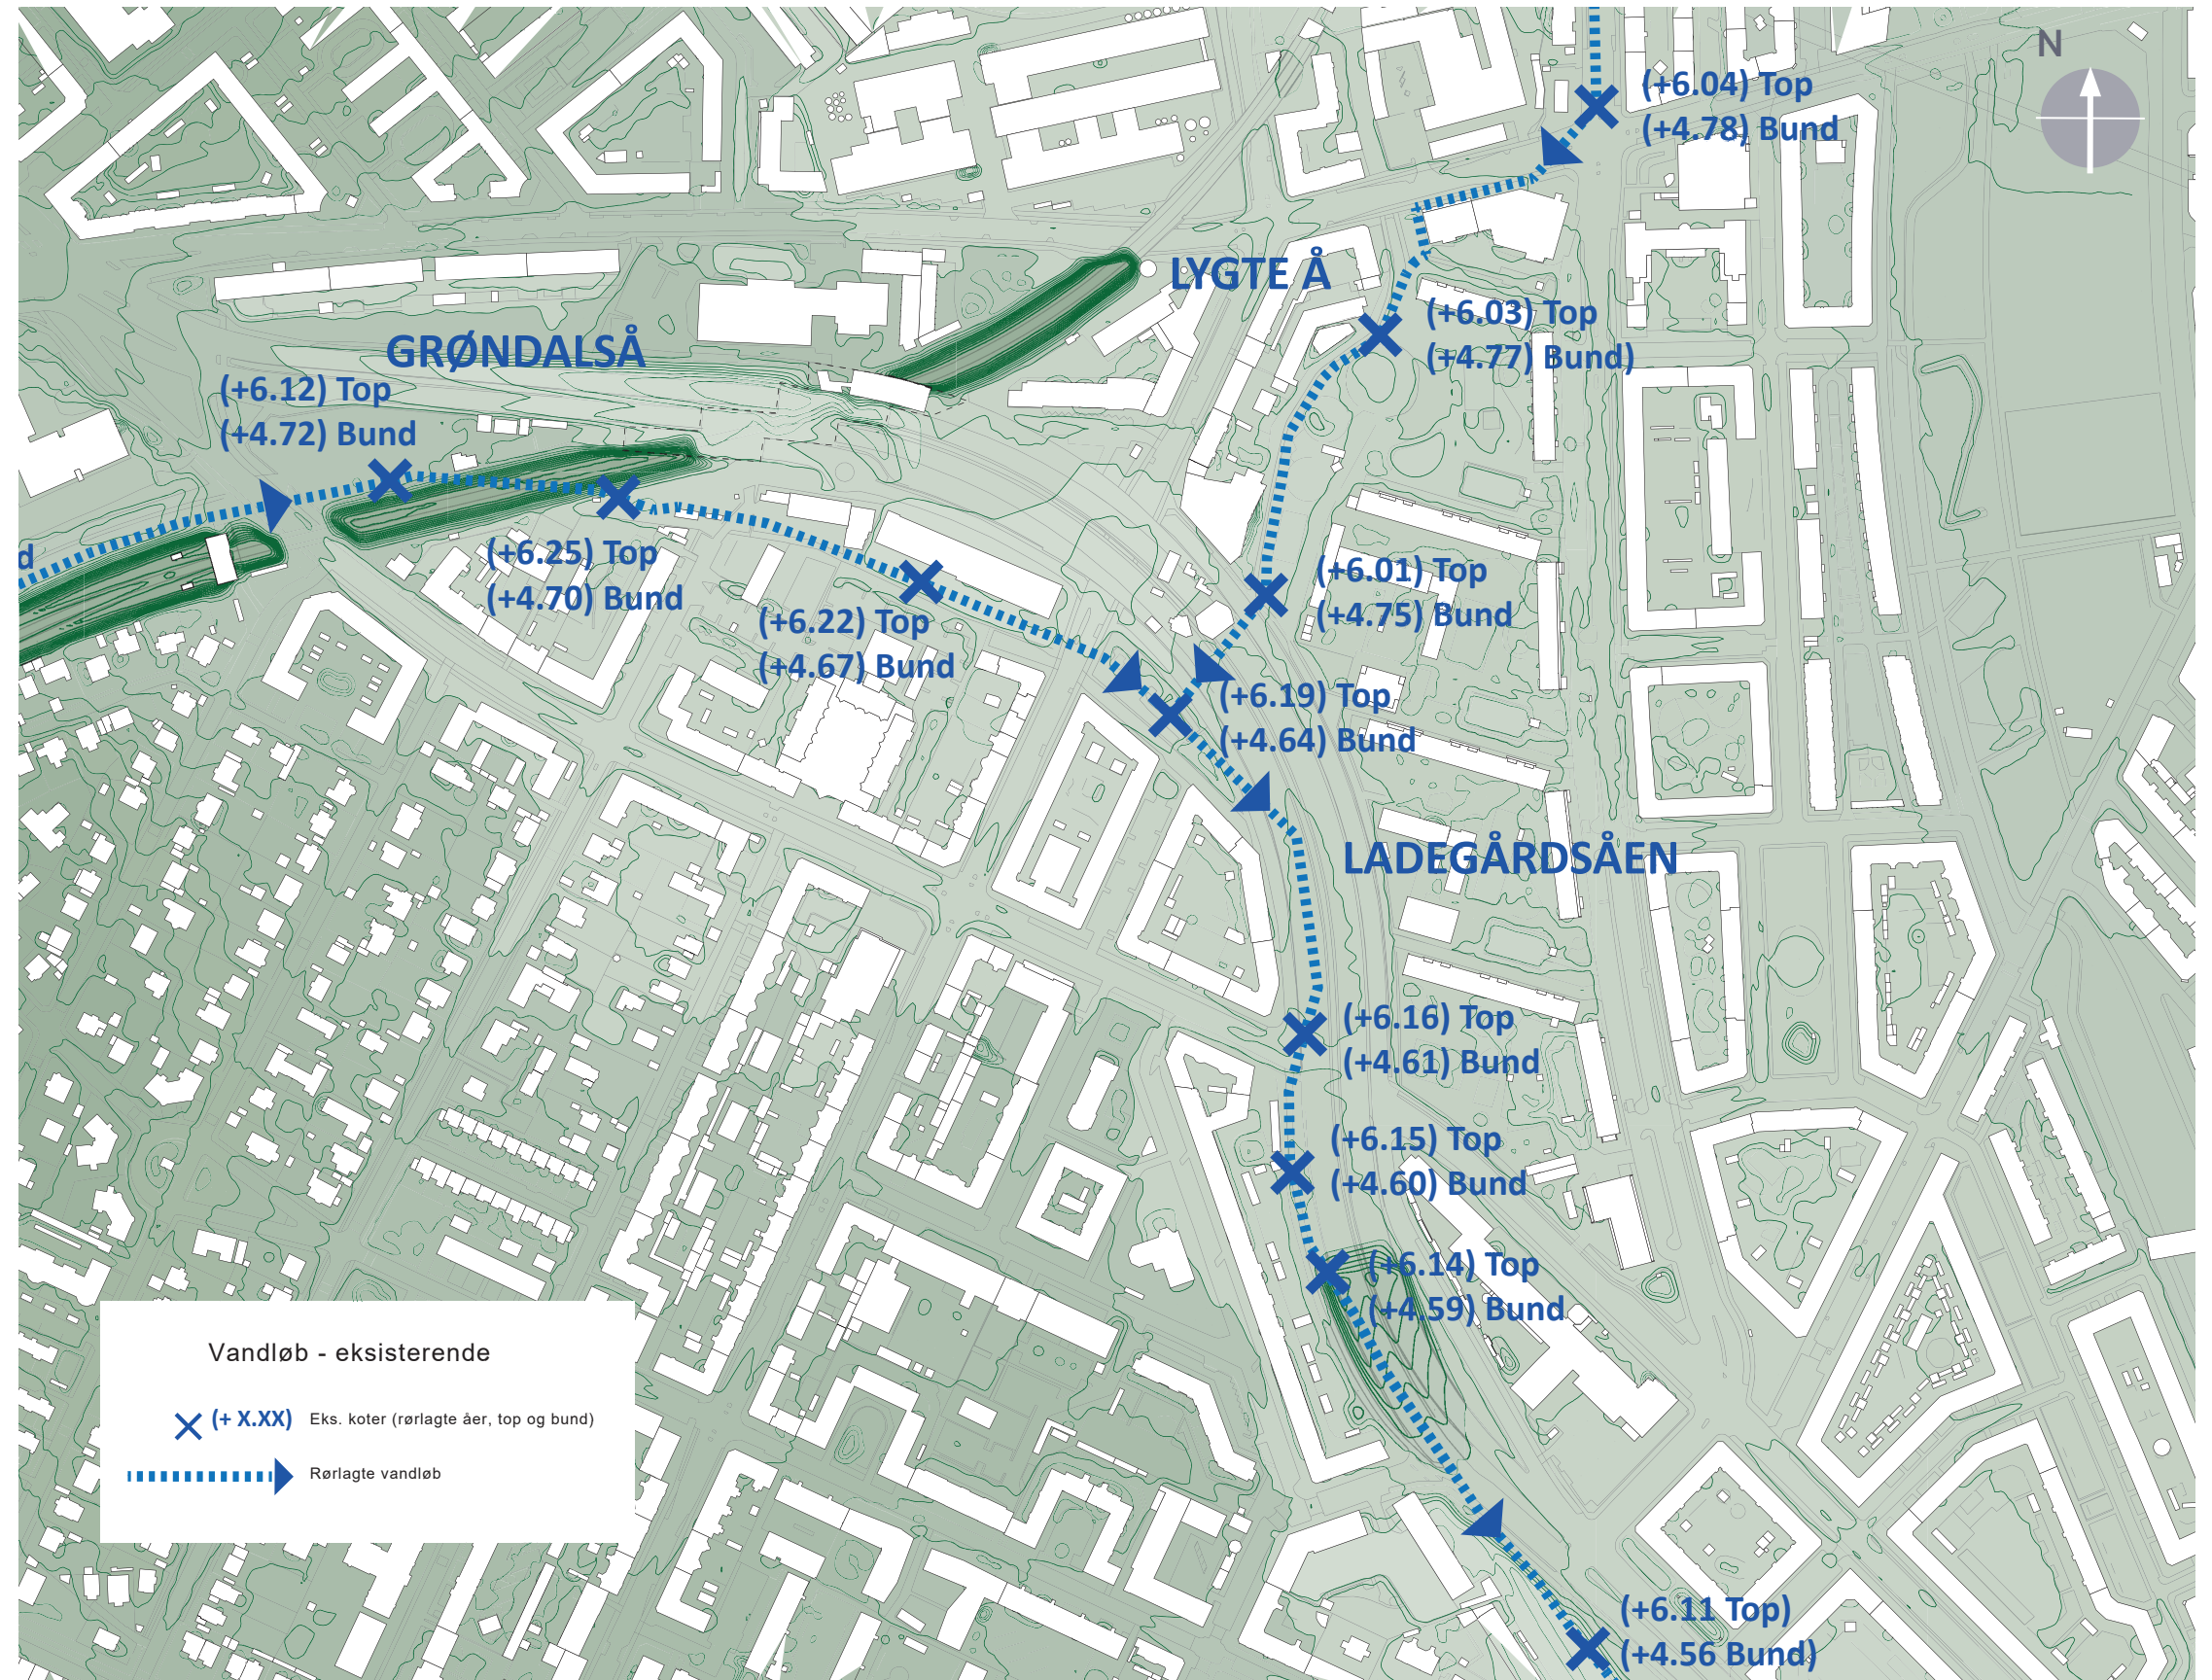 N
(+6.04) Top
(+4.78) Bund
LYGTE Å
(+6.03) Top
(+4.77) Bund)
GRØNDALSÅ
(+6.12) Top
(+4.72) Bund
d
(+6.25) Top
(+4.70) Bund
(+6.22) Top
(+4.67) Bund
(+6.01) Top
(+4.75) Bund
(+6.19) Top
(+4.64) Bund
LADEGÅRDSÅEN
(+6.16) Top
(+4.61) Bund
(+6.15) Top
(+4.60) Bund
(+6.14) Top
(+4.59) Bund
(+6.11 Top)
(+4.56 Bund)
Vandløb - eksisterende
(+ X.XX) Eks. koter (rørlagte åer, top og bund)
Rørlagte vandløb